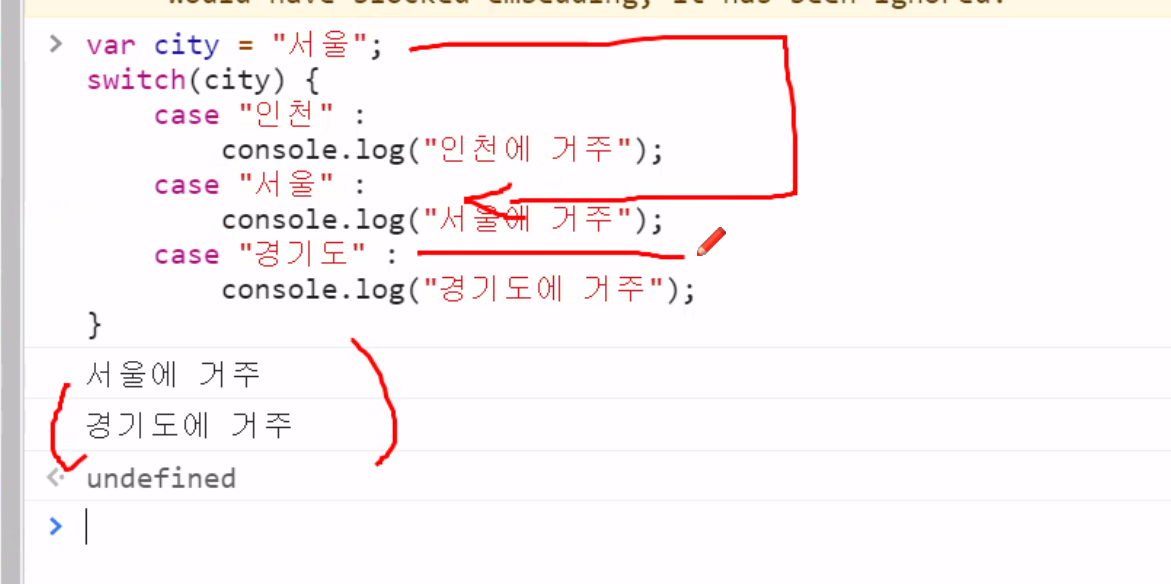 > var city = "서울";
switch(city) {
case "인천" :
console.log("인천에 거주");
case "서울" :
console.log("서울에 거주");
case "경기도" :
console.log("경기도에 거주");
}
서울에 거주
경기도에 거주
undefined
>